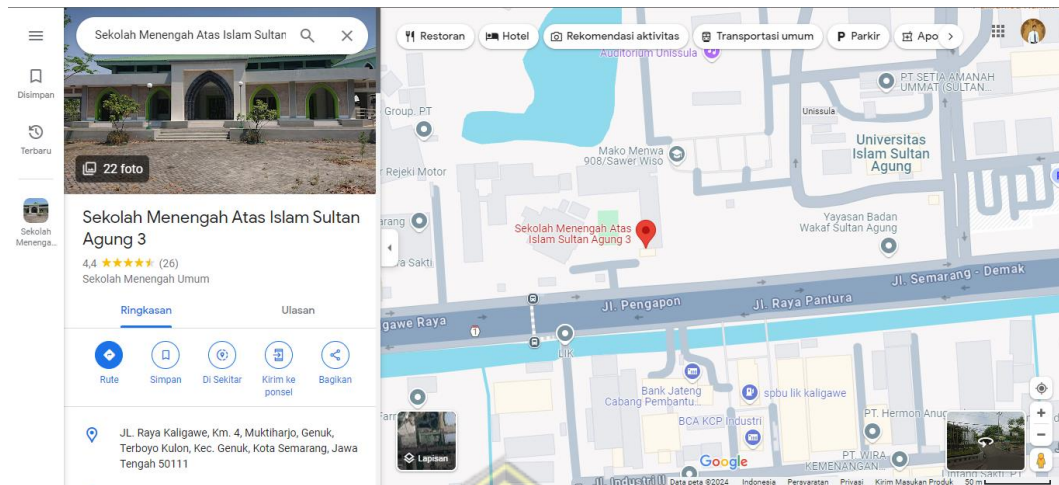 Sekolah Menengah Atas Islam Sultan
Disimpan
Terbaru
Sekolah
Menenga...
22 foto
Sekolah Menengah Atas Islam Sultan
Agung 3
4,4 (26)
Sekolah Menengah Umum
Ringkasan
Ulasan
Rute
Simpan
Di Sekitar
Kirim ke
ponsel
Bagikan
JL. Raya Kaligawe, Km. 4, Muktiharjo, Genuk,
Terboyo Kulon, Kec. Genuk, Kota Semarang, Jawa
Tengah 50111
Restoran
Hotel
Rekomendasi aktivitas
Transportasi umum
P Parkir
Apo
Auditorium Unissula
PT SETIA AMANAH
UMMAT (SULTAN...
Group. PT
Unissula
Universitas
Islam Sultan
Agung
Mako Menwa
908/Sawer Wiso
Rejeki Motor
Sekolah Menengah Atas
Islam Sultan Agung 3
Yayasan Badan
Wakaf Sultan Agung
Sakti
Jl. Semarang - Demak
Jl. Pengapon
Jl. Raya Pantura
gawe Raya
1
LIK
Bank Jateng
Cabang Pembantu...
spbu lik kaligawe
BCA KCP Industri
PT. Hermon Anug
PT. WIRA
KEMENANGAN...
Lapisan
Google
Jl. Industri II
Data peta ©2024
Indonesia
Persyaratan
Privasi
Kirim Masukan Produk
50 m